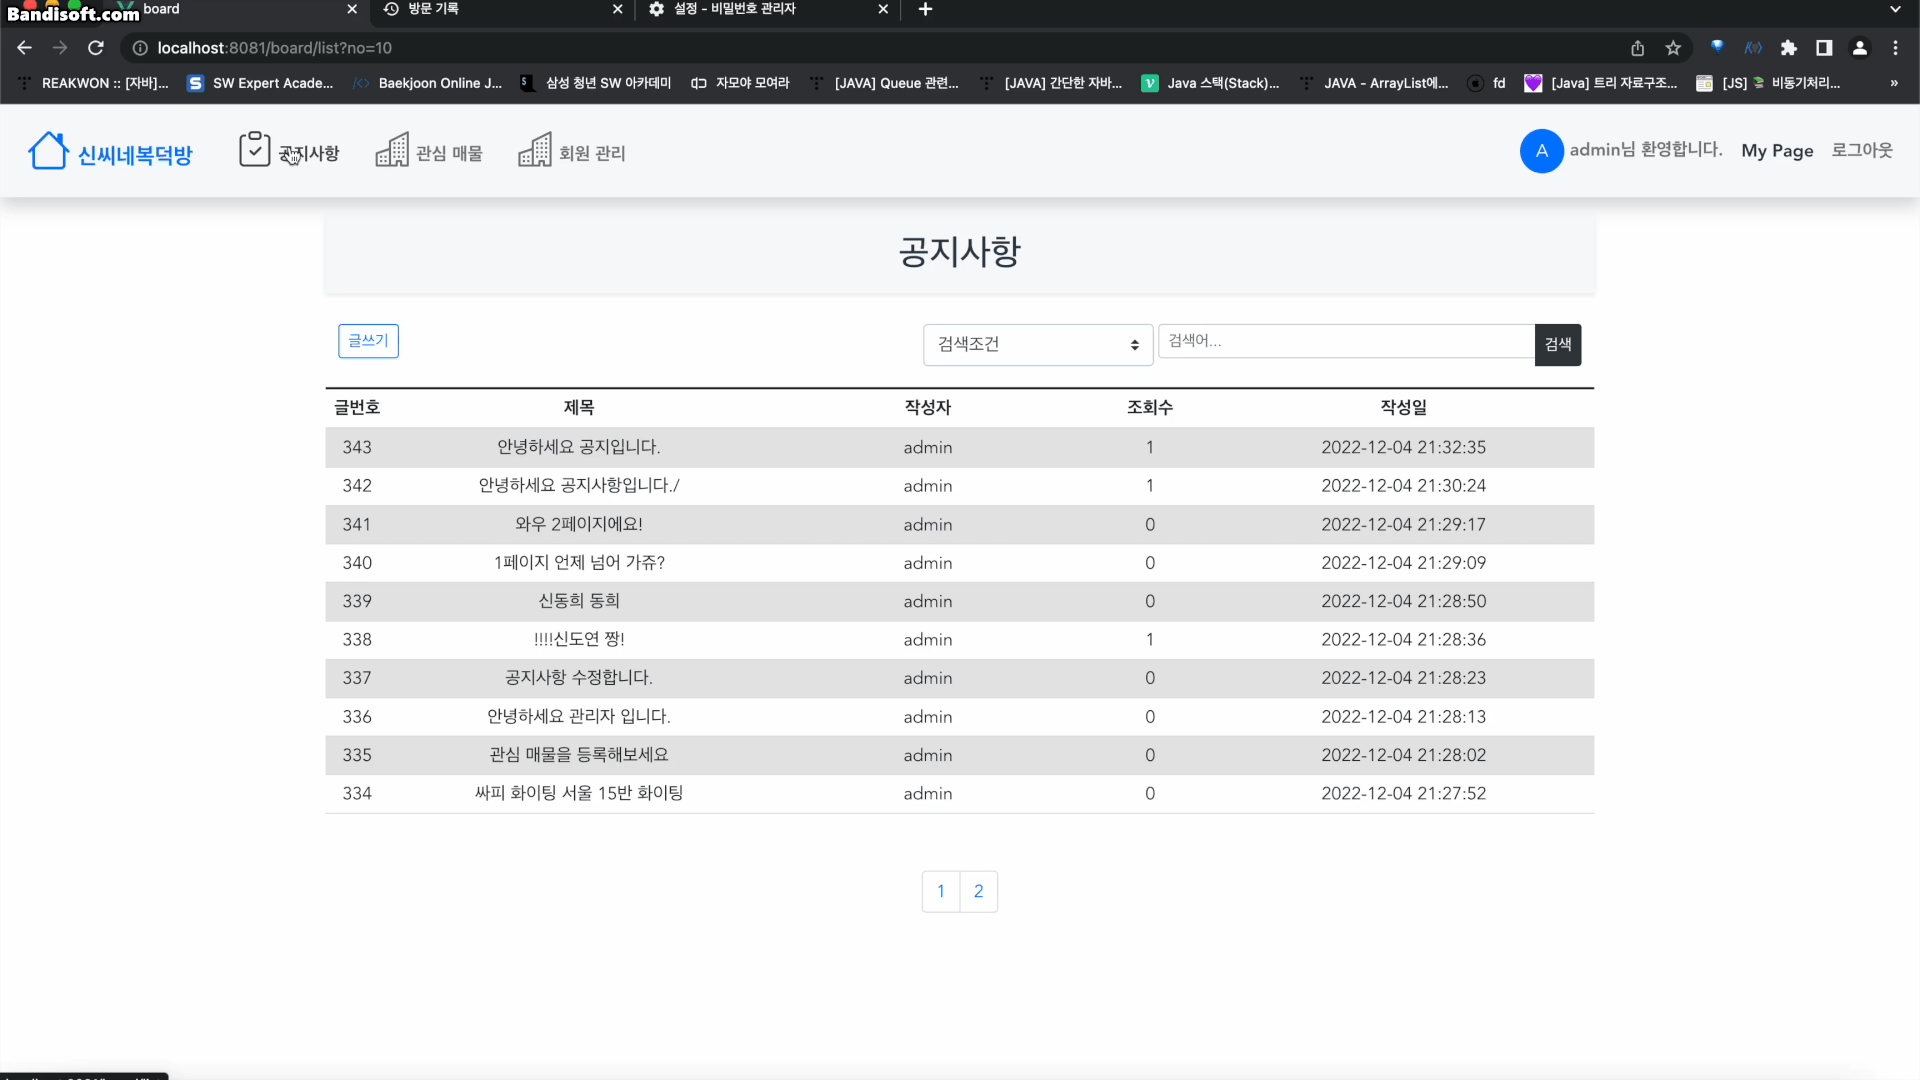 Bandisoft.com
board
방문 기록
설정 - 비밀번호 관리자
localhost:8081/board/list?no=10
REAKWON :: [자바]...
SW Expert Acade...
Baekjoon Online J...
삼성 청년 SW 아카데미
자모야 모여라
[JAVA] Queue 관련...
[JAVA] 간단한 자바...
Java 스택(Stack)...
JAVA - ArrayList에...
fd
[Java] 트리 자료구조...
[JS] 비동기처리...
신씨네복덕방
공지사항
관심 매물
회원 관리
A
admin님 환영합니다.
My Page
로그아웃
공지사항
글쓰기
검색조건
검색어...
검색
글번호 제목 작성자 조회수 작성일
343 안녕하세요 공지입니다. admin 1 2022-12-04 21:32:35
342 안녕하세요 공지사항입니다./ admin 1 2022-12-04 21:30:24
341 와우 2페이지에요! admin 0 2022-12-04 21:29:17
340 1페이지 언제 넘어 가쥬? admin 0 2022-12-04 21:29:09
339 신동희 동희 admin 0 2022-12-04 21:28:50
338 !!!!신도연 짱! admin 1 2022-12-04 21:28:36
337 공지사항 수정합니다. admin 0 2022-12-04 21:28:23
336 안녕하세요 관리자 입니다. admin 0 2022-12-04 21:28:13
335 관심 매물을 등록해보세요 admin 0 2022-12-04 21:28:02
334 싸피 화이팅 서울 15반 화이팅 admin 0 2022-12-04 21:27:52
1 2